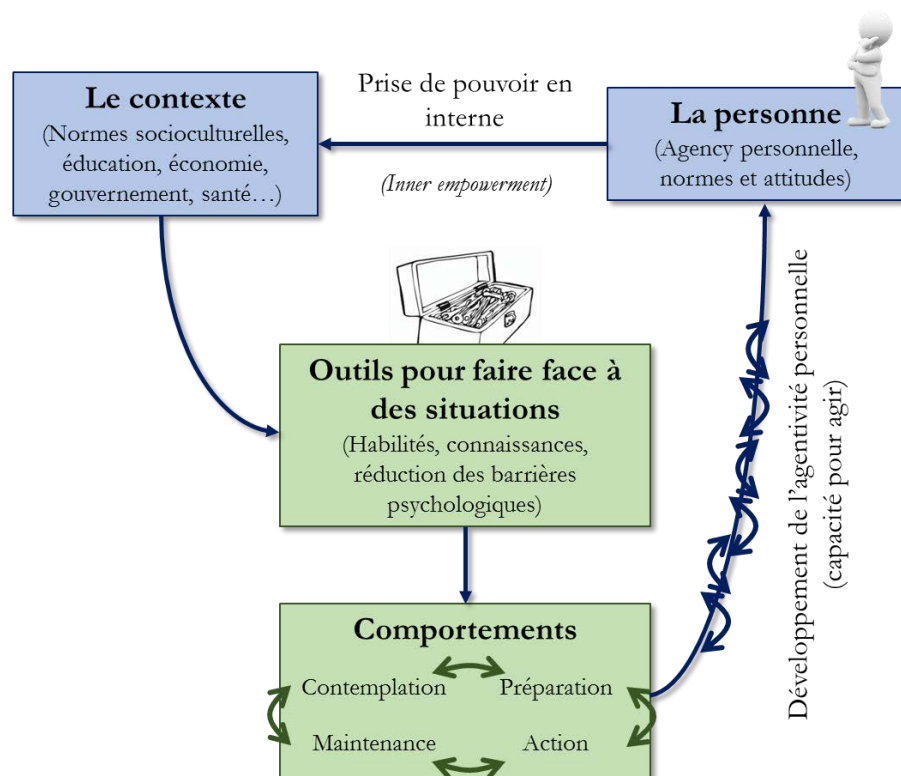 Le contexte
(Normes socioculturelles,
éducation, économie,
gouvernement, santé…)
Prise de pouvoir en
interne
(Inner empowerment)
La personne
(Agency personnelle,
normes et attitudes)
Outils pour faire face à
des situations
(Habilités, connaissances,
réduction des barrières
psychologiques)
Développement de l'agentivité personnelle
(capacité pour agir)
Comportements
Contemplation
Préparation
Maintenance
Action